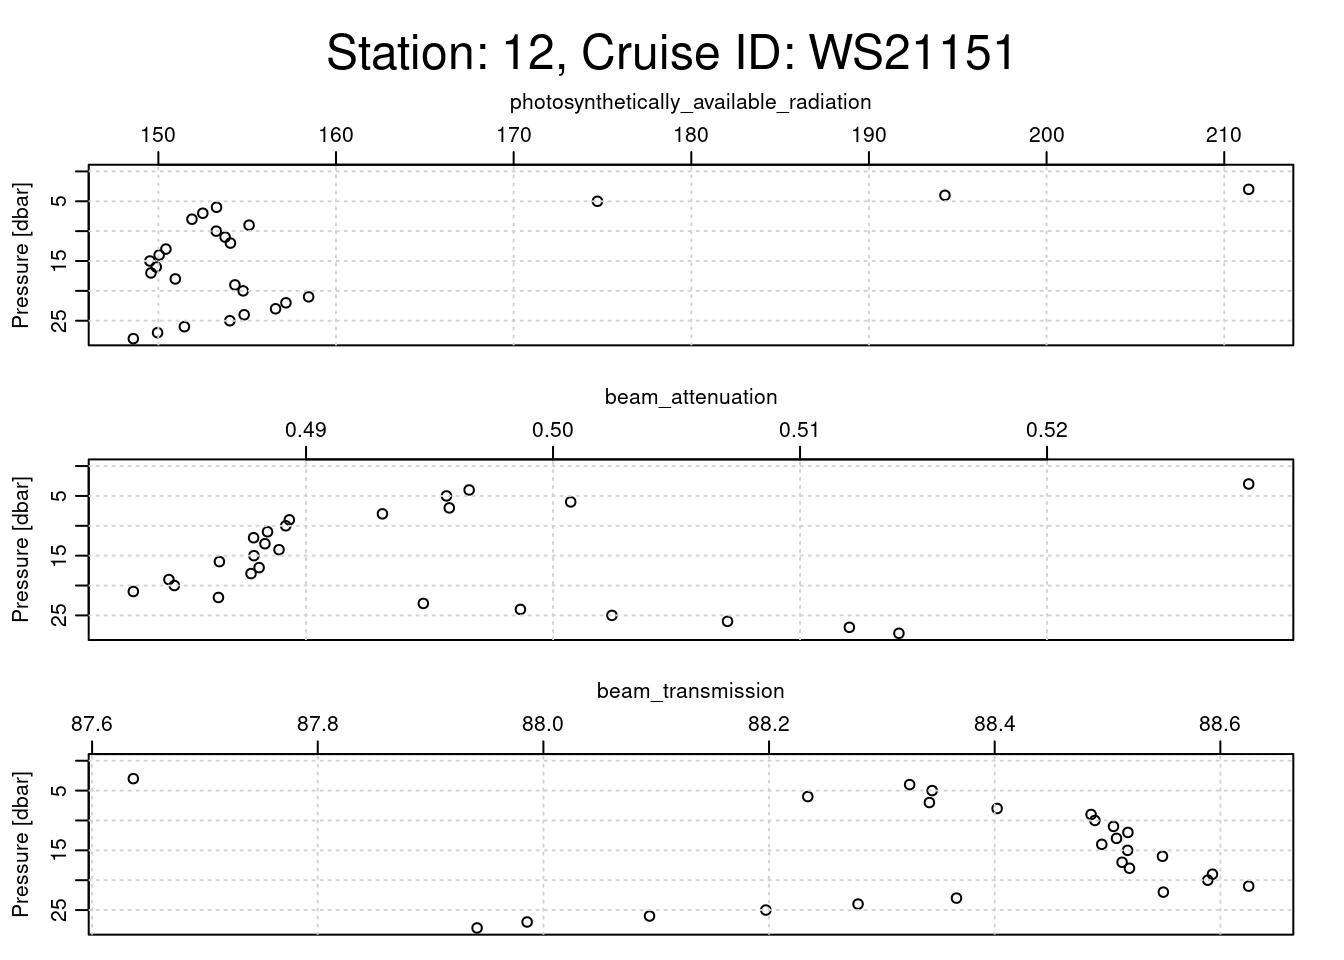 Station: 12, Cruise ID: WS21151
photosynthetically_available_radiation
150 160 170 180 190 200 210
Pressure [dbar]
5
15
25
beam_attenuation
0.49 0.50 0.51 0.52
Pressure [dbar]
5
15
25
beam_transmission
87.6 87.8 88.0 88.2 88.4 88.6
Pressure [dbar]
5
15
25